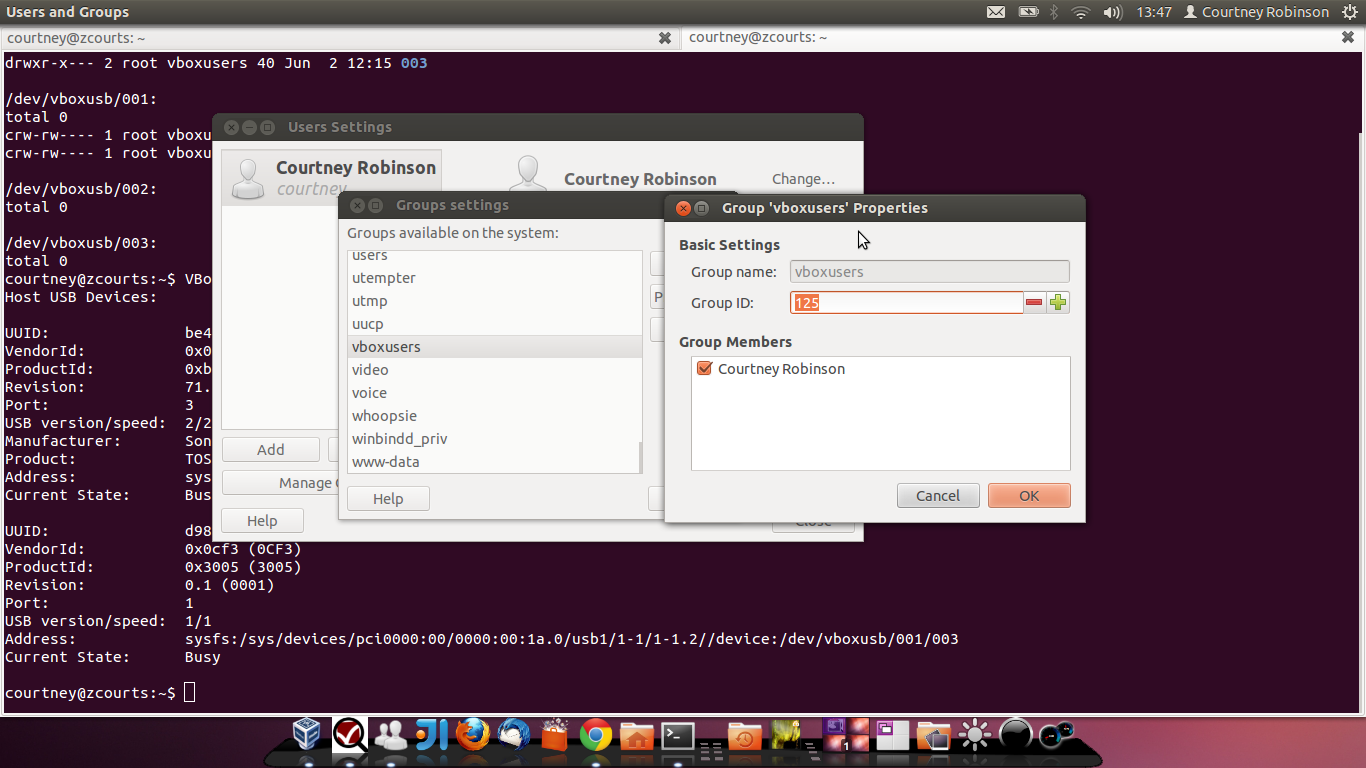 Users and Groups
13:47 Courtney Robinson
courtney@zcourts: ~
courtney@zcourts: ~
drwxr-x--- 2 root vboxusers 40 Jun  2 12:15 003
/dev/vboxusb/001:
total 0
crw-rw---- 1 root vboxu
crw-rw---- 1 root vboxu
/dev/vboxusb/002:
total 0
/dev/vboxusb/003:
total 0
courtney@zcourts:~$ VBo
Host USB Devices:
UUID: be4
VendorId: 0x0
ProductId: 0xb
Revision: 71.
Port: 3
USB version/speed: 2/2
Manufacturer: Son
Product: TOS
Address: sys
Current State: Bus
UUID: d98
VendorId: 0x0cf3 (0CF3)
ProductId: 0x3005 (3005)
Revision: 0.1 (0001)
Port: 1
USB version/speed: 1/1
Address: sysfs:/sys/devices/pci0000:00/0000:00:1a.0/usb1/1-1/1-1.2//device:/dev/vboxusb/001/003
Current State: Busy
courtney@zcourts:~$
Users Settings
Courtney Robinson
courtney
Courtney Robinson
Change...
Add
Manage
Help
Close
Groups settings
Groups available on the system:
users
utempter
utmp
uucp
vboxusers
video
voice
whoopsie
winbindd_priv
www-data
P
Help
Group 'vboxusers' Properties
Basic Settings
Group name: vboxusers
Group ID: 125
Group Members
Courtney Robinson
Cancel
OK
1